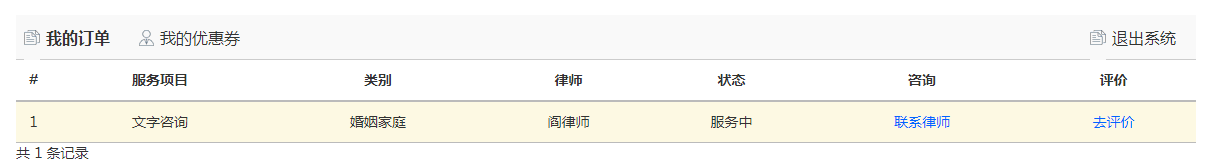 我的订单 我的优惠券 退出系统
# 服务项目 类别 律师 状态 咨询 评价
1 文字咨询 婚姻家庭 阎律师 服务中 联系律师 去评价
共 1 条记录